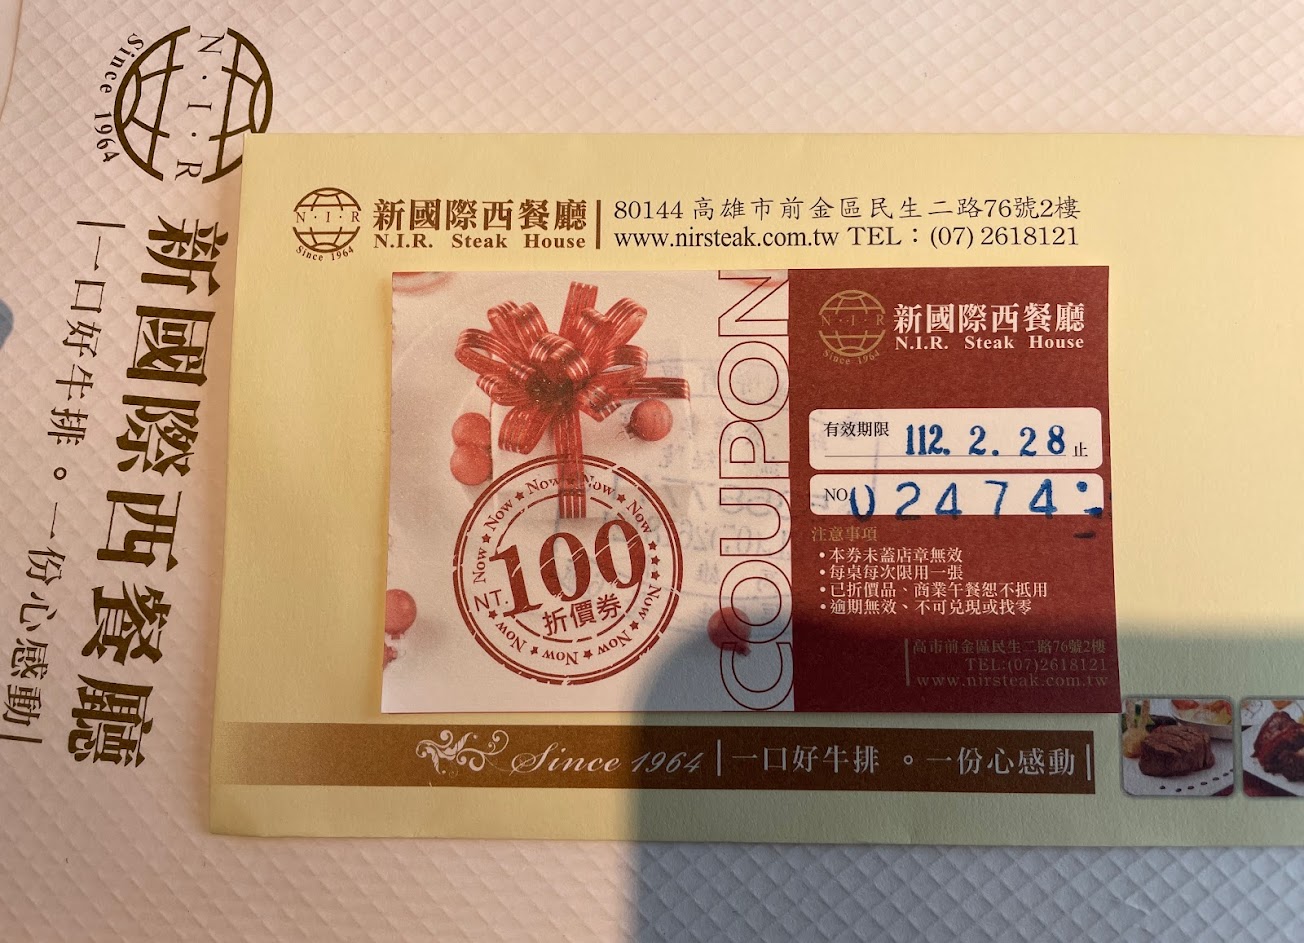 N·I·R
Since 1964
新國際西餐廳
|一口好牛排。一份心感動|
N·I·R
Since 1964
新國際西餐廳
N.I.R. Steak House
80144 高雄市前金區民生二路76號2樓
www.nirsteak.com.tw TEL：(07) 2618121
COUPON
Now ★ Now ★ Now ★ Now ★ Now ★ Now ★ Now ★ Now ★ Now
NT.100
折價券
N·I·R
Since 1964
新國際西餐廳
N.I.R. Steak House
有效期限 112. 2. 28 止
NO. 02474
注意事項
•本券未蓋店章無效
•每桌每次限用一張
•已折價品、商業午餐恕不抵用
•逾期無效、不可兌現或找零
高市前金區民生二路76號2樓
TEL:(07)2618121
www.nirsteak.com.tw
Since 1964 |一口好牛排 。一份心感動|